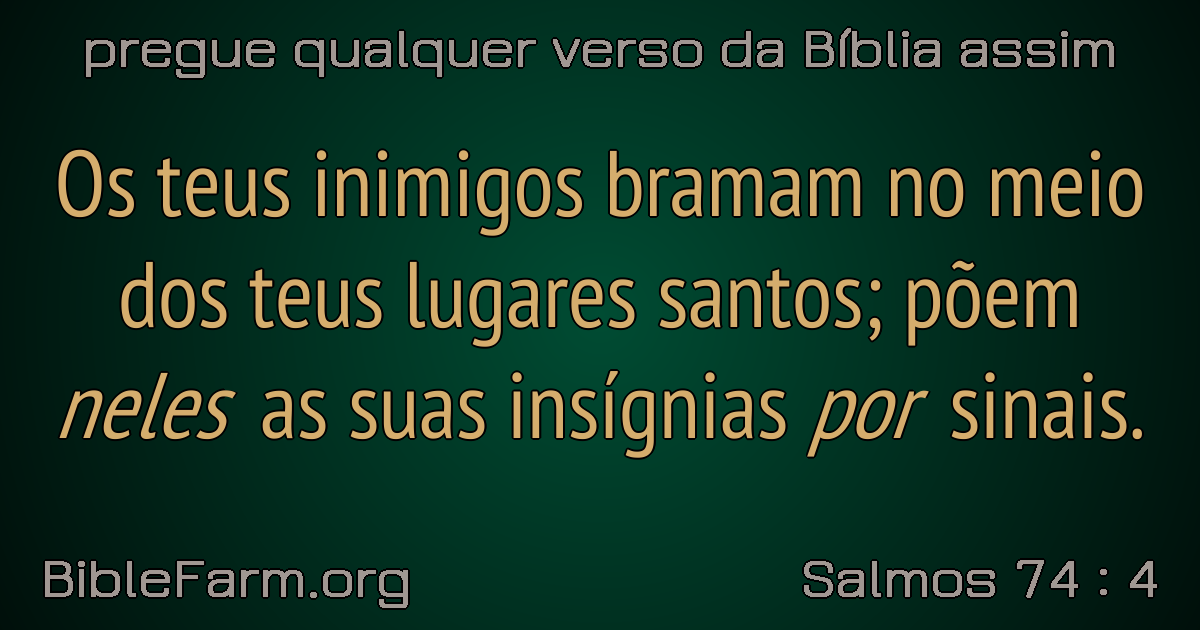 pregue qualquer verso da Bíblia assim
Os teus inimigos bramam no meio
dos teus lugares santos; põem
neles as suas insígnias por sinais.
BibleFarm.org
Salmos 74 : 4